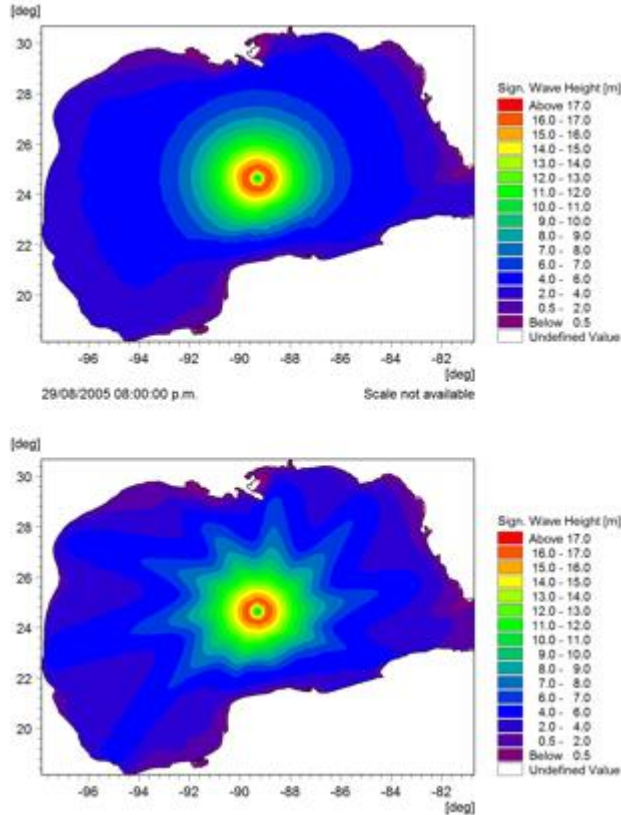 [deg]
30
28
26
24
22
20
-96
-94
-92
-90
-88
-86
-84
-82
[deg]
29/08/2005 08:00:00 p.m.
Scale not available
Sign. Wave Height [m]
Above 17.0
16.0 - 17.0
15.0 - 16.0
14.0 - 15.0
13.0 - 14.0
12.0 - 13.0
11.0 - 12.0
10.0 - 11.0
9.0 - 10.0
8.0 - 9.0
7.0 - 8.0
6.0 - 7.0
4.0 - 6.0
2.0 - 4.0
0.5 - 2.0
Below 0.5
Undefined Value
[deg]
30
28
26
24
22
20
-96
-94
-92
-90
-88
-86
-84
-82
Sign. Wave Height [m]
Above 17.0
16.0 - 17.0
15.0 - 16.0
14.0 - 15.0
13.0 - 14.0
12.0 - 13.0
11.0 - 12.0
10.0 - 11.0
9.0 - 10.0
8.0 - 9.0
7.0 - 8.0
6.0 - 7.0
4.0 - 6.0
2.0 - 4.0
0.5 - 2.0
Below 0.5
Undefined Value